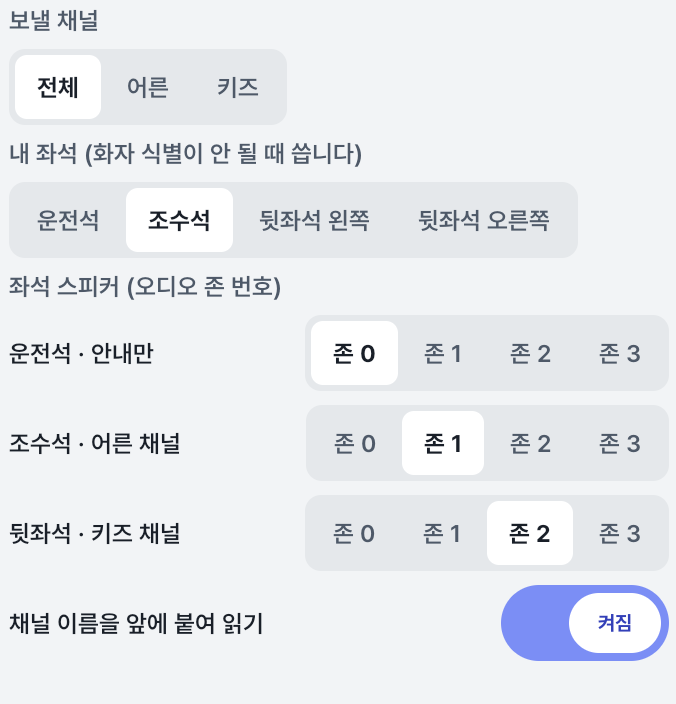 보낼 채널
전체 어른 키즈
내 좌석 (화자 식별이 안 될 때 씁니다)
운전석 조수석 뒷좌석 왼쪽 뒷좌석 오른쪽
좌석 스피커 (오디오 존 번호)
운전석 · 안내만 존 0 존 1 존 2 존 3
조수석 · 어른 채널 존 0 존 1 존 2 존 3
뒷좌석 · 키즈 채널 존 0 존 1 존 2 존 3
채널 이름을 앞에 붙여 읽기 켜짐